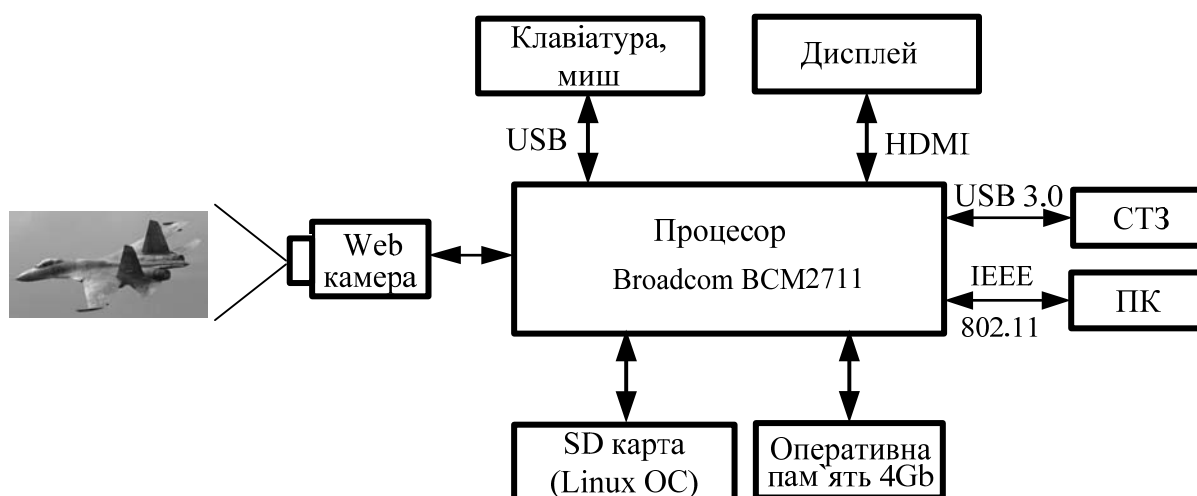 Клавіатура,
миш
Дисплей
USB
HDMI
Web
камера
Процесор
Broadcom BCM2711
USB 3.0
СТЗ
IEEE
802.11
ПК
SD карта
(Linux ОС)
Оперативна
пам`ять 4Gb